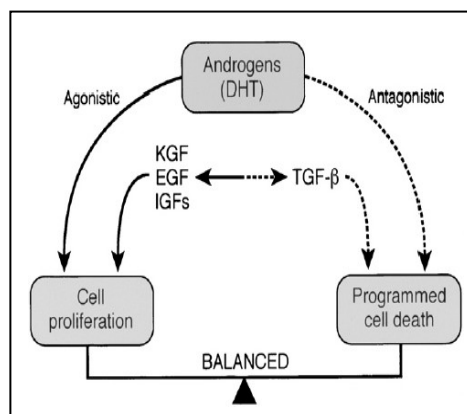 Androgens
(DHT)
Agonistic
Antagonistic
KGF
EGF
IGFs
TGF-β
Cell
proliferation
Programmed
cell death
BALANCED